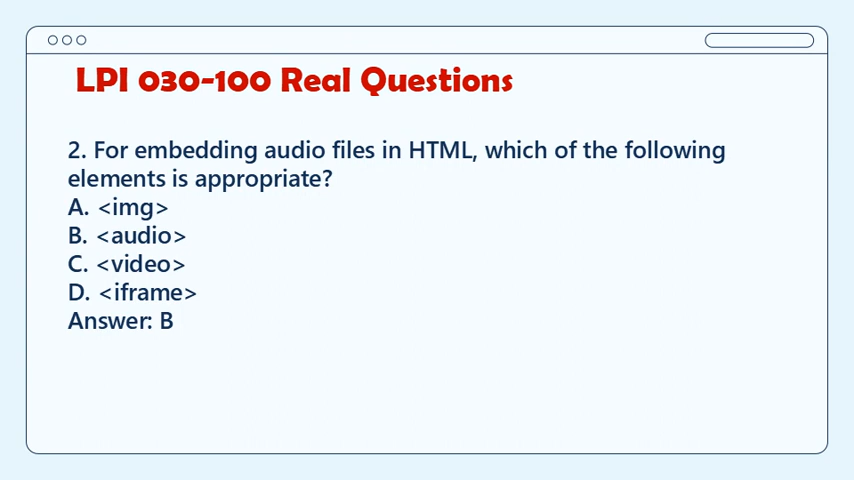 LPI 030-100 Real Questions
2. For embedding audio files in HTML, which of the following
elements is appropriate?
A. <img>
B. <audio>
C. <video>
D. <iframe>
Answer: B